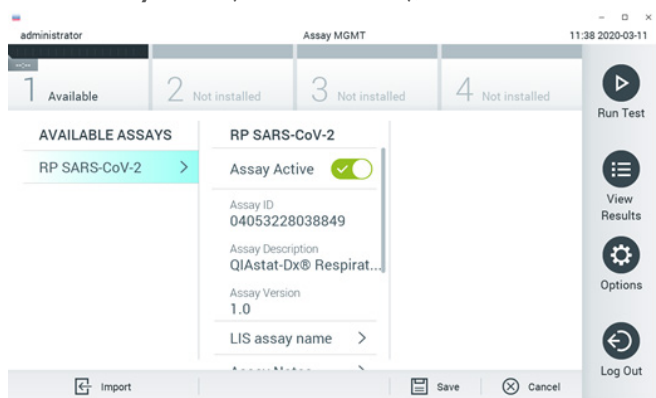 administrator Assay MGMT 11:38 2020-03-11
1 Available 2 Not installed 3 Not installed 4 Not installed
Run Test
AVAILABLE ASSAYS RP SARS-CoV-2
RP SARS-CoV-2 Assay Active
View
Results
Assay ID
04053228038849
Assay Description
QIAstat-Dx® Respirat...
Options
Assay Version
1.0
LIS assay name
Log Out
Import Save Cancel